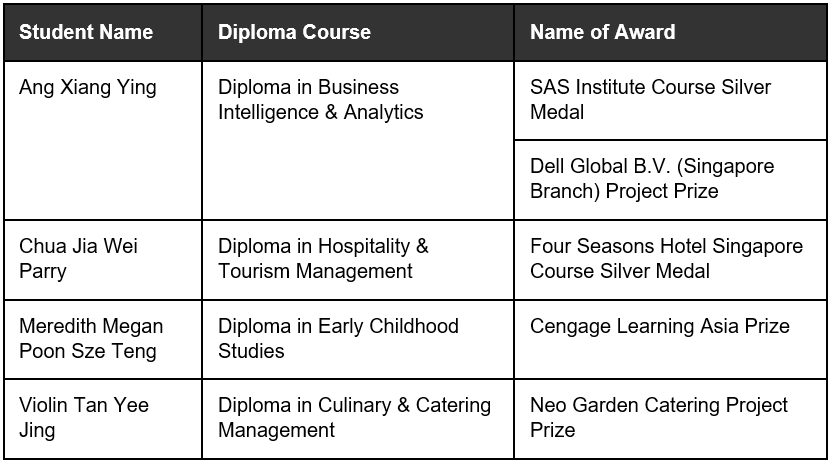 Student Name
Diploma Course
Name of Award
Ang Xiang Ying
Diploma in Business
Intelligence & Analytics
SAS Institute Course Silver
Medal
Dell Global B.V. (Singapore
Branch) Project Prize
Chua Jia Wei
Parry
Diploma in Hospitality &
Tourism Management
Four Seasons Hotel Singapore
Course Silver Medal
Meredith Megan
Poon Sze Teng
Diploma in Early Childhood
Studies
Cengage Learning Asia Prize
Violin Tan Yee
Jing
Diploma in Culinary & Catering
Management
Neo Garden Catering Project
Prize